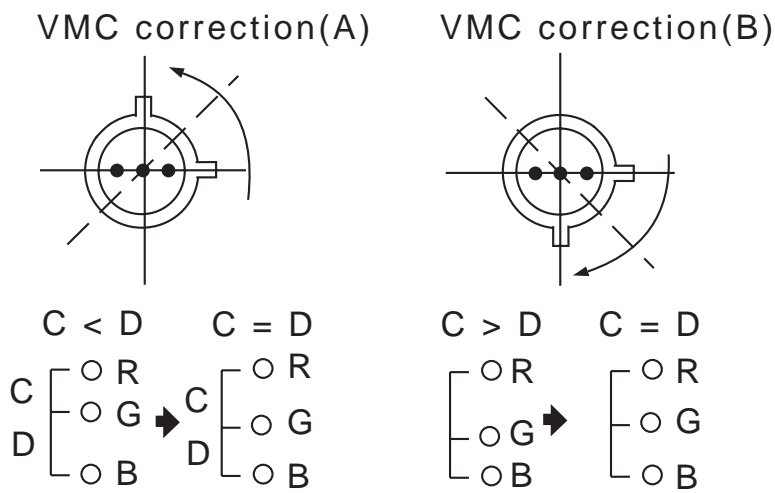 VMC correction(A)
VMC correction(B)
C < D
C = D
C > D
C = D
C
D
R
G
B
C
D
R
G
B
R
G
B
R
G
B